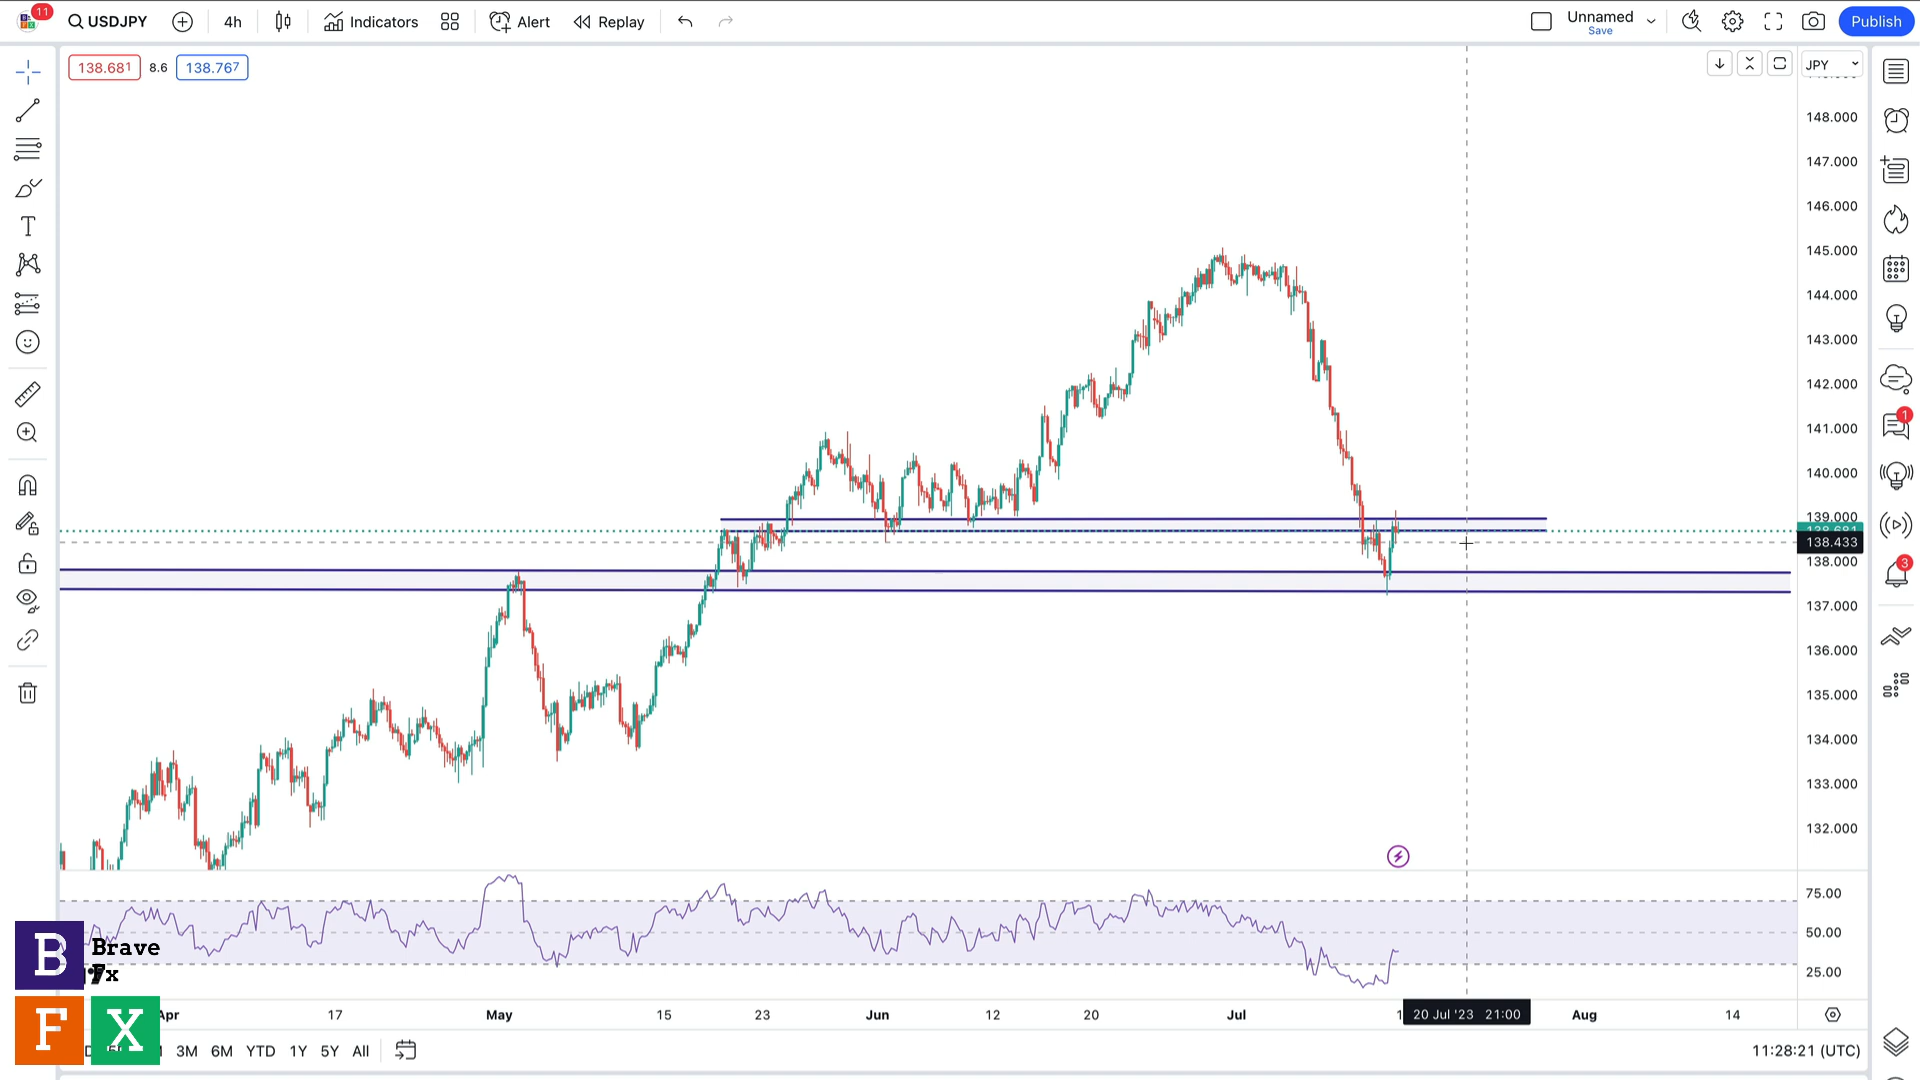 11
USDJPY
4h
Indicators
Alert
Replay
Unnamed
Save
Publish
138.681
8.6
138.767
JPY
148.000
147.000
146.000
145.000
144.000
143.000
142.000
141.000
140.000
139.000
138.433
138.000
137.000
136.000
135.000
134.000
133.000
132.000
75.00
50.00
25.00
1
3
B Brave
Fx
F X
Apr 17 May 15 23 Jun 12 20 Jul 20 Jul '23 21:00 Aug 14
3M 6M YTD 1Y 5Y All
11:28:21 (UTC)